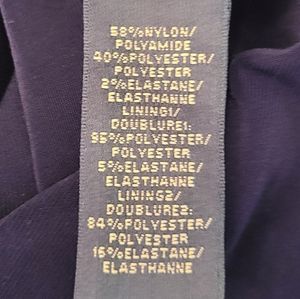 58%NYLON/
POLYAMIDE
40%POLYESTER/
POLYESTER
2%ELASTANE/
ELASTHANNE
LINING1/
DOUBLURE1:
95%POLYESTER/
POLYESTER
5%ELASTANE/
ELASTHANNE
LINING2/
DOUBLURE2:
84%POLYESTER/
POLYESTER
16%ELASTANE/
ELASTHANNE